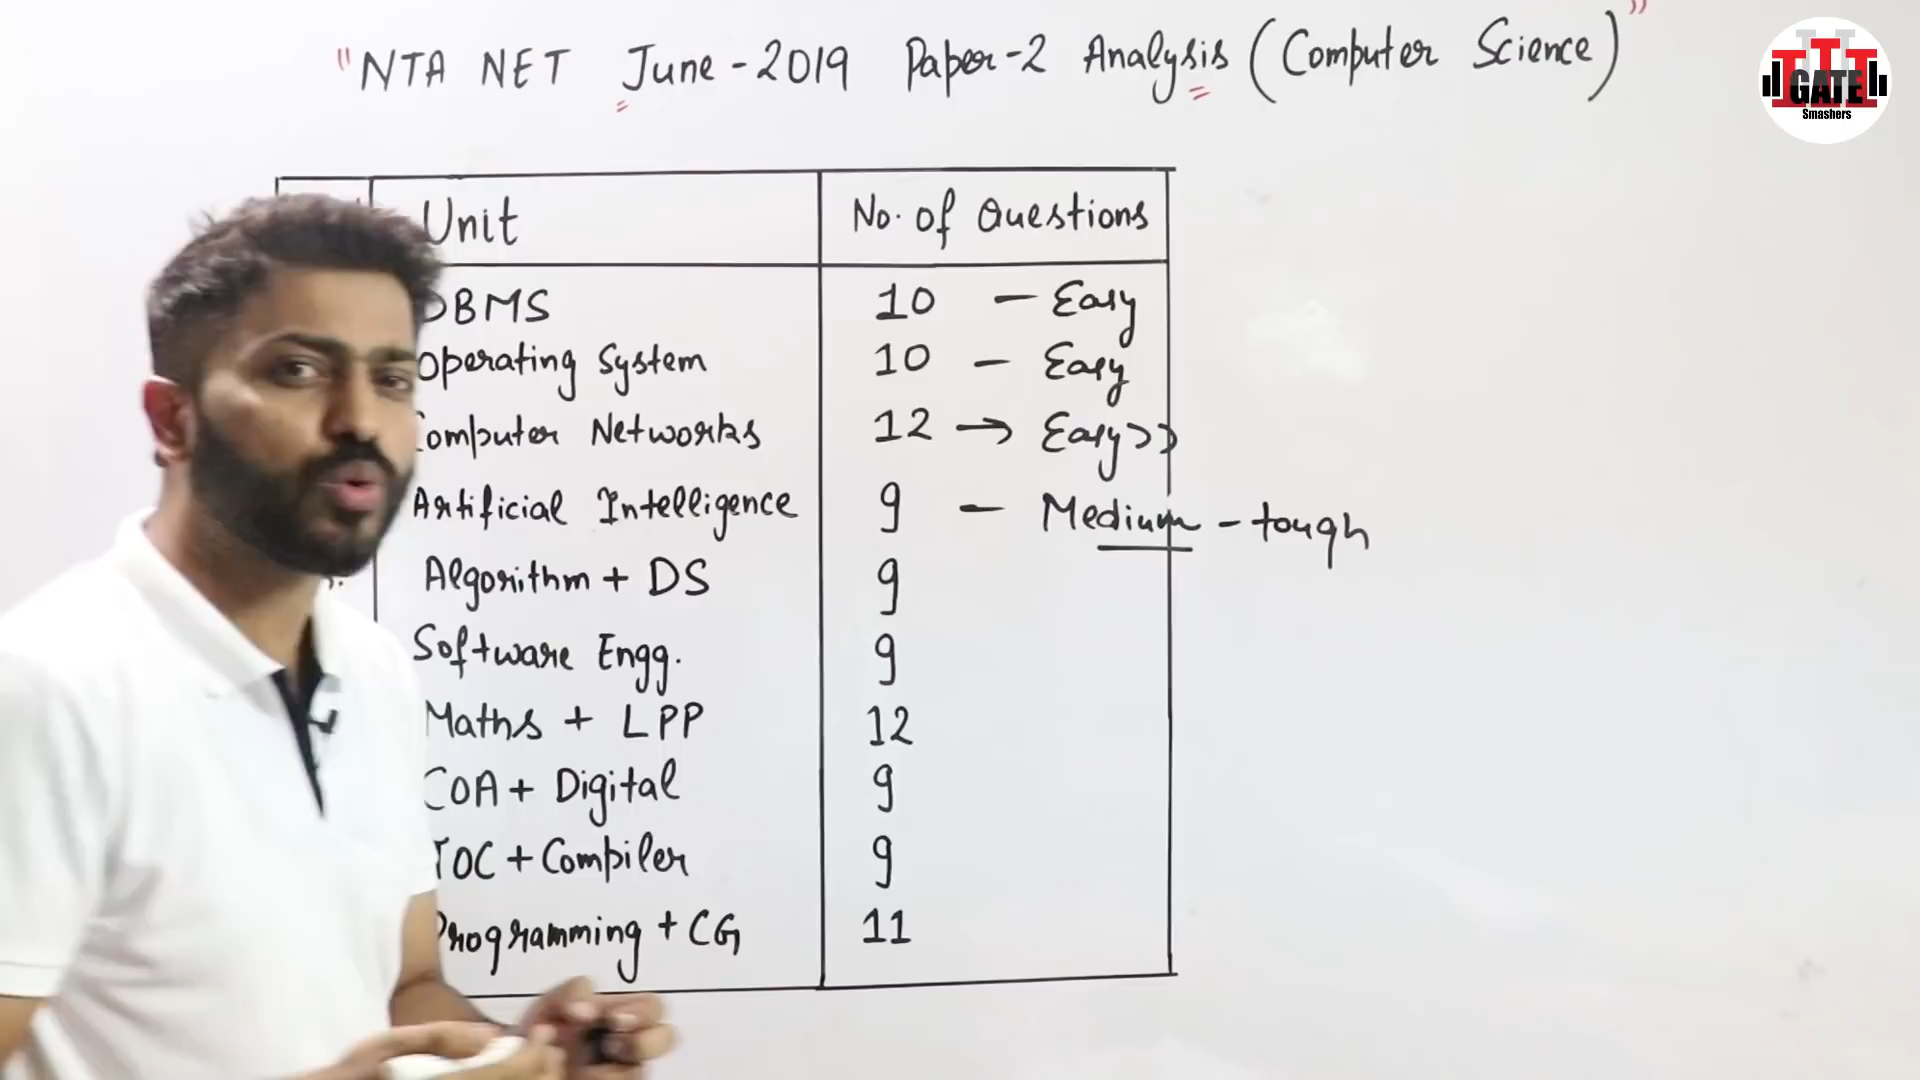 "NTA NET June-2019 Paper-2 Analysis (Computer Science)"
GATE
Smashers
Unit No. of Questions
DBMS 10 - Easy
Operating System 10 - Easy
Computer Networks 12 → Easy>>
Artificial Intelligence 9 - Medium - tough
Algorithm + DS 9
Software Engg. 9
Maths + LPP 12
COA + Digital 9
TOC + Compiler 9
Programming + CG 11